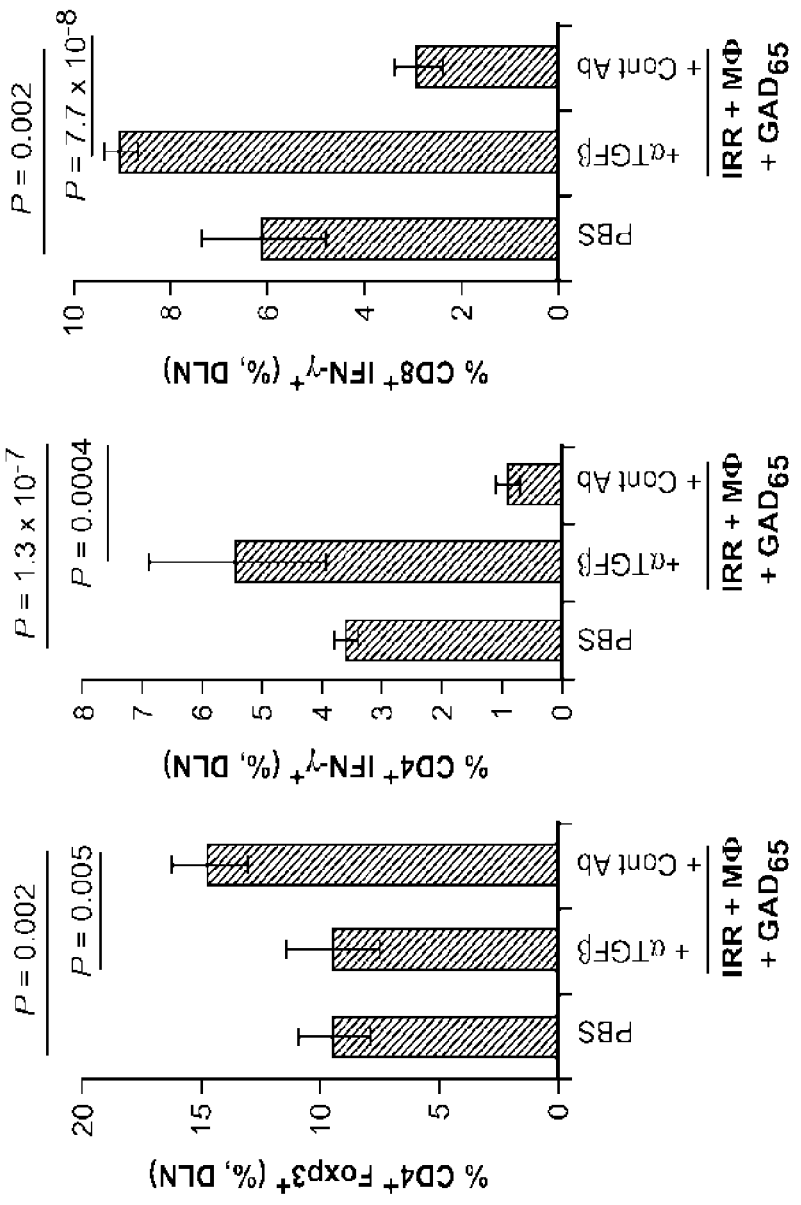 % CD4+ Foxp3+ (%, DLN)
20
15
10
5
0
P = 0.002
P = 0.005
PBS
+ αTGFβ
+ Cont Ab
IRR + MΦ
+ GAD65
% CD4+ IFN-γ+ (%, DLN)
8
7
6
5
4
3
2
1
0
P = 1.3 x 10-7
P = 0.0004
PBS
+αTGFβ
+ Cont Ab
IRR + MΦ
+ GAD65
% CD8+ IFN-γ+ (%, DLN)
10
8
6
4
2
0
P = 0.002
P = 7.7 x 10-8
PBS
+αTGFβ
+ Cont Ab
IRR + MΦ
+ GAD65